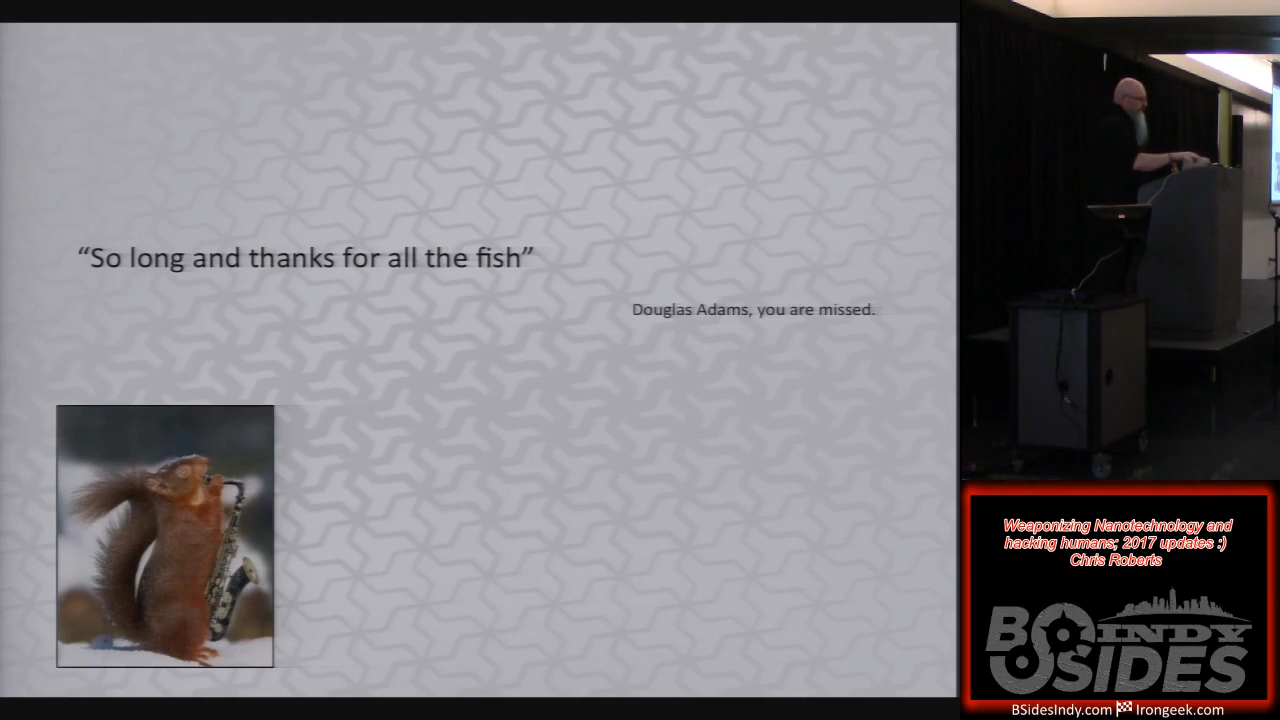 “So long and thanks for all the fish”
Douglas Adams, you are missed.
Weaponizing Nanotechnology and
hacking humans; 2017 updates :)
Chris Roberts
BSIDES INDY
BSidesIndy.com Irongeek.com